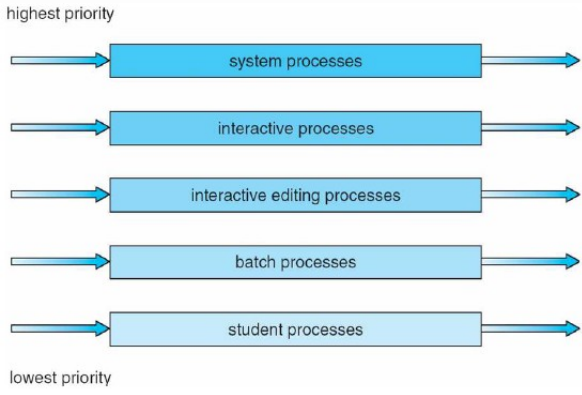 highest priority
system processes
interactive processes
interactive editing processes
batch processes
student processes
lowest priority